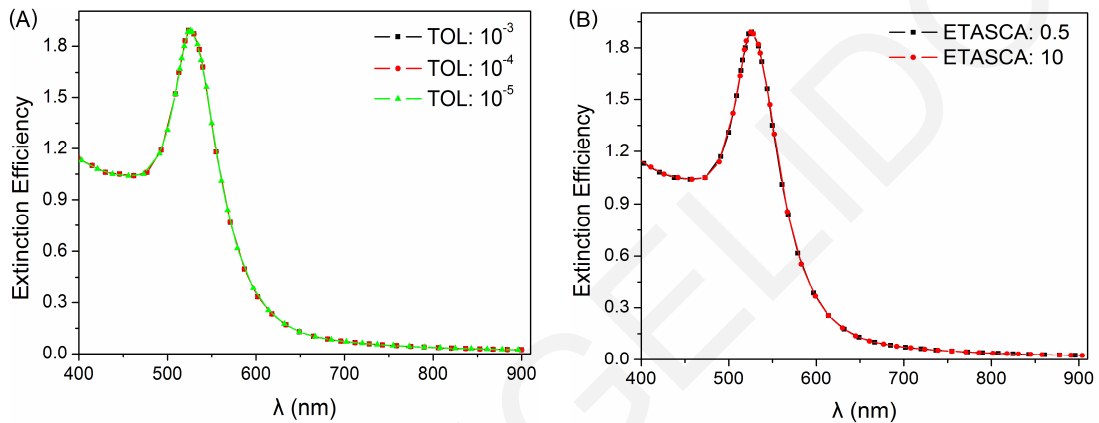 (A)
TOL: 10-3
TOL: 10-4
TOL: 10-5
Extinction Efficiency
1.8
1.5
1.2
0.9
0.6
0.3
0.0
400 500 600 700 800 900
λ (nm)
(B)
ETASCA: 0.5
ETASCA: 10
Extinction Efficiency
1.8
1.5
1.2
0.9
0.6
0.3
0.0
400 500 600 700 800 900
λ (nm)
GELIDO